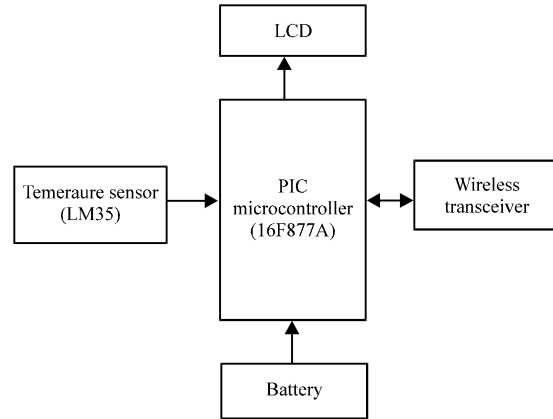 LCD
Temeraure sensor
(LM35)
PIC
microcontroller
(16F877A)
Wireless
transceiver
Battery